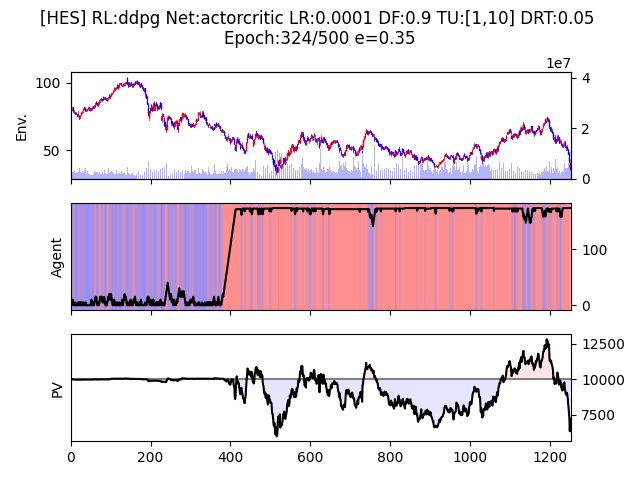 [HES] RL:ddpg Net:actorcritic LR:0.0001 DF:0.9 TU:[1,10] DRT:0.05
Epoch:324/500 e=0.35
1e7
100
50
Env.
4
2
0
Agent
100
0
PV
12500
10000
7500
0 200 400 600 800 1000 1200